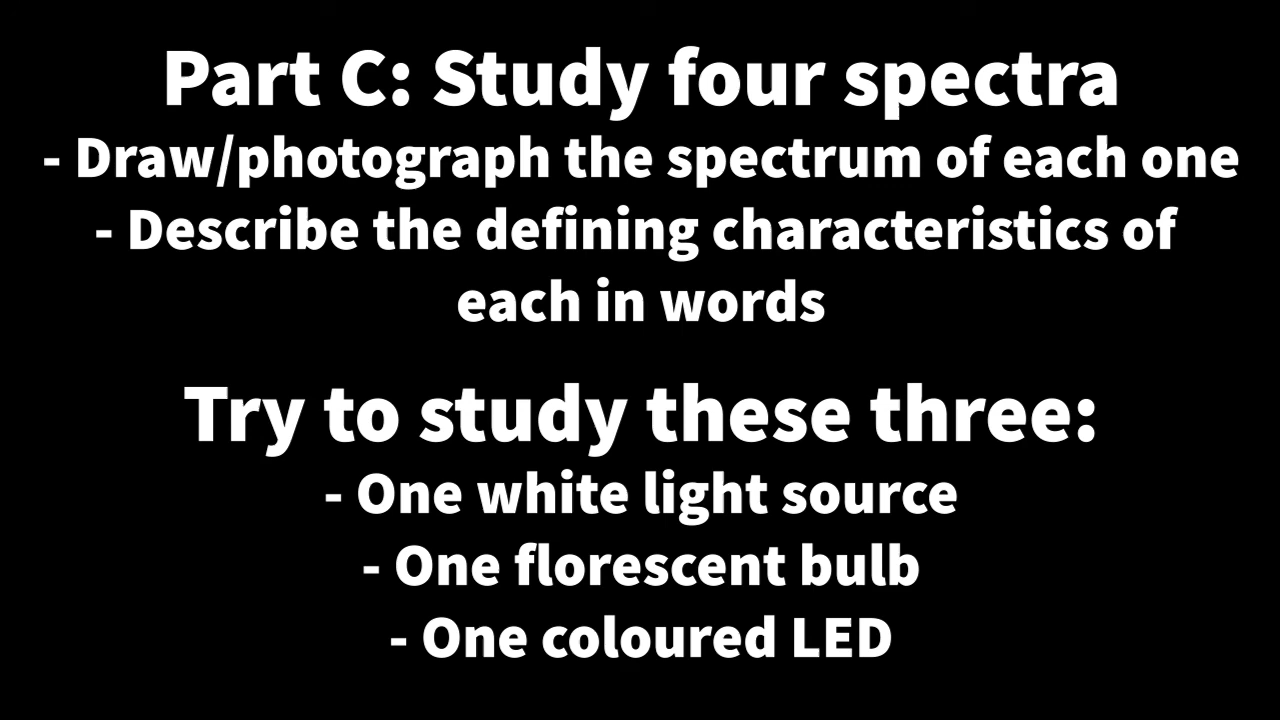 Part C: Study four spectra
- Draw/photograph the spectrum of each one
- Describe the defining characteristics of
each in words
Try to study these three:
- One white light source
- One florescent bulb
- One coloured LED